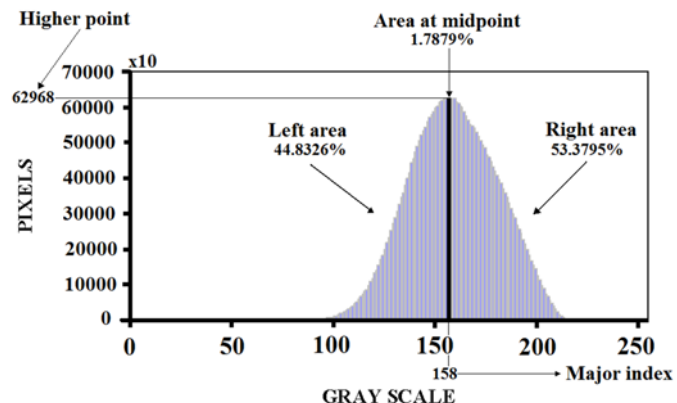 Higher point
Area at midpoint
1.7879%
x10
70000
62968
60000
50000
40000
30000
20000
10000
0
PIXELS
Left area
44.8326%
Right area
53.3795%
0 50 100 150 200 250
158
Major index
GRAY SCALE